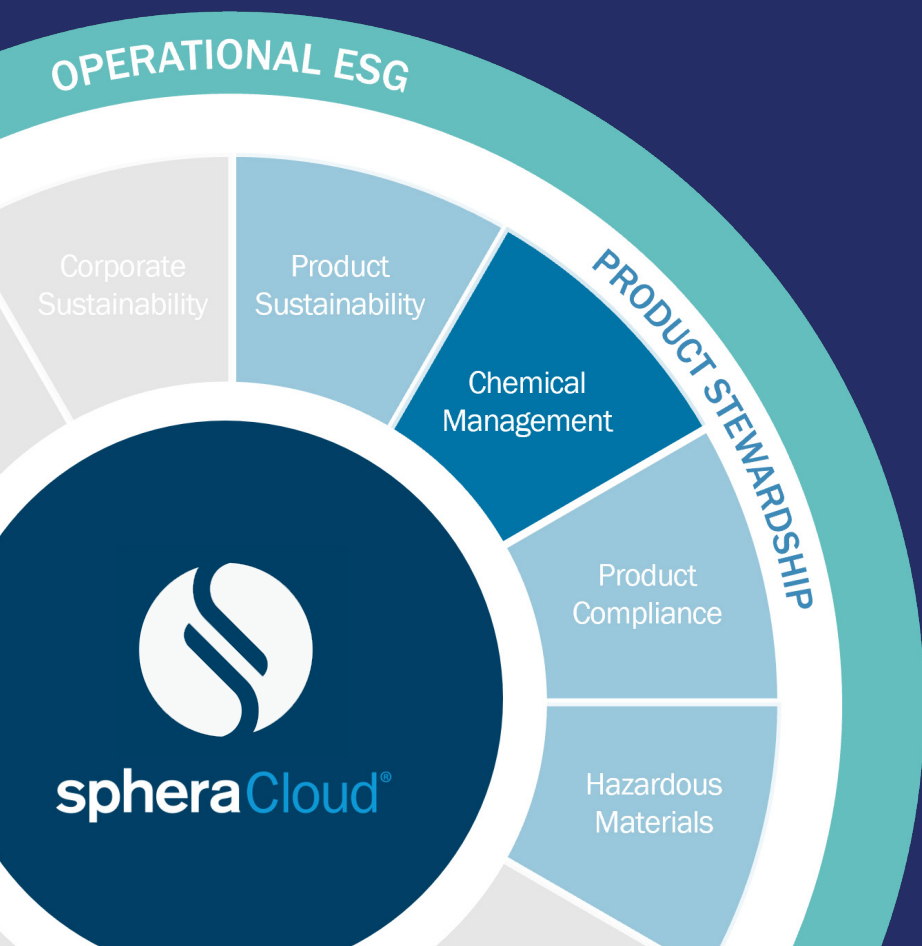 OPERATIONAL ESG
PRODUCT STEWARDSHIP
Corporate
Sustainability
Product
Sustainability
Chemical
Management
Product
Compliance
Hazardous
Materials
spheraCloud®